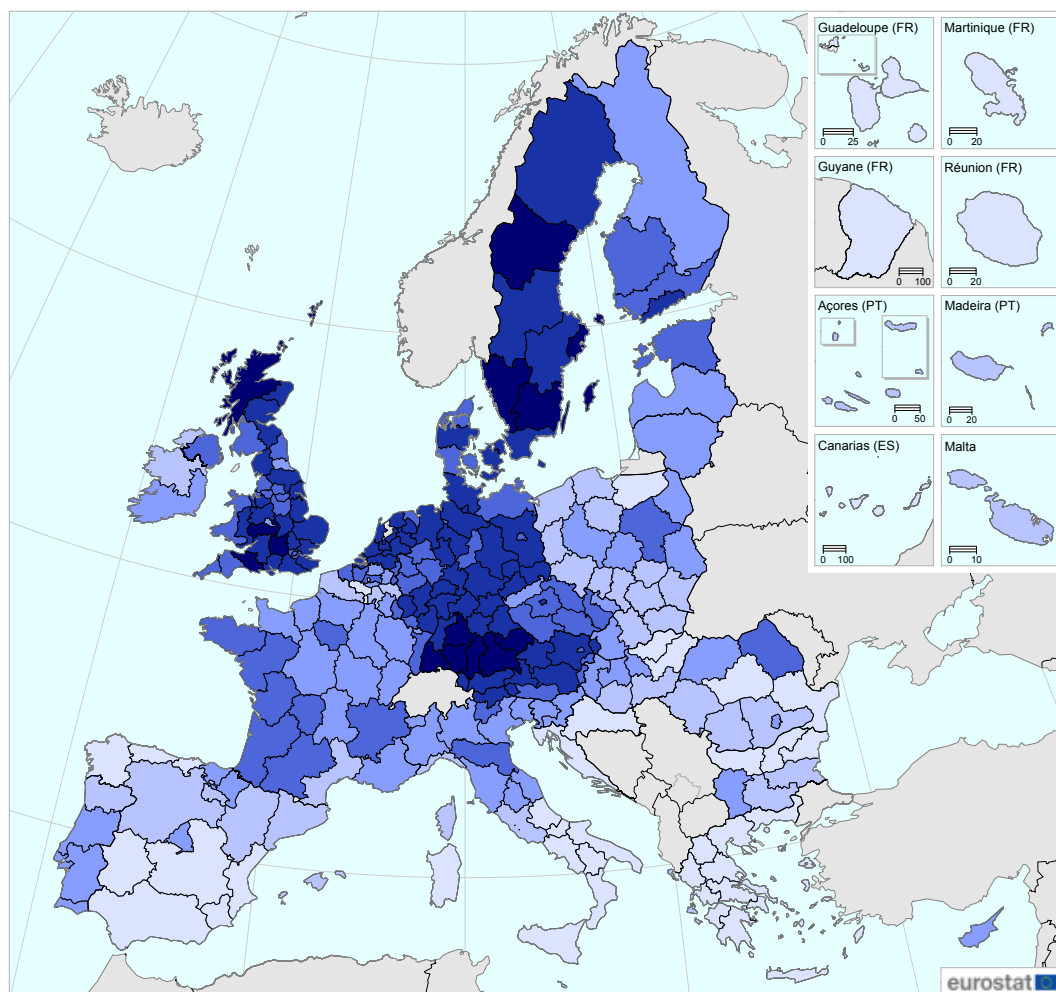 Guadeloupe (FR)
Martinique (FR)
0 25
0 20
Guyane (FR)
Réunion (FR)
0 100
0 20
Açores (PT)
Madeira (PT)
0 50
0 20
Canarias (ES)
Malta
0 100
0 10
eurostat